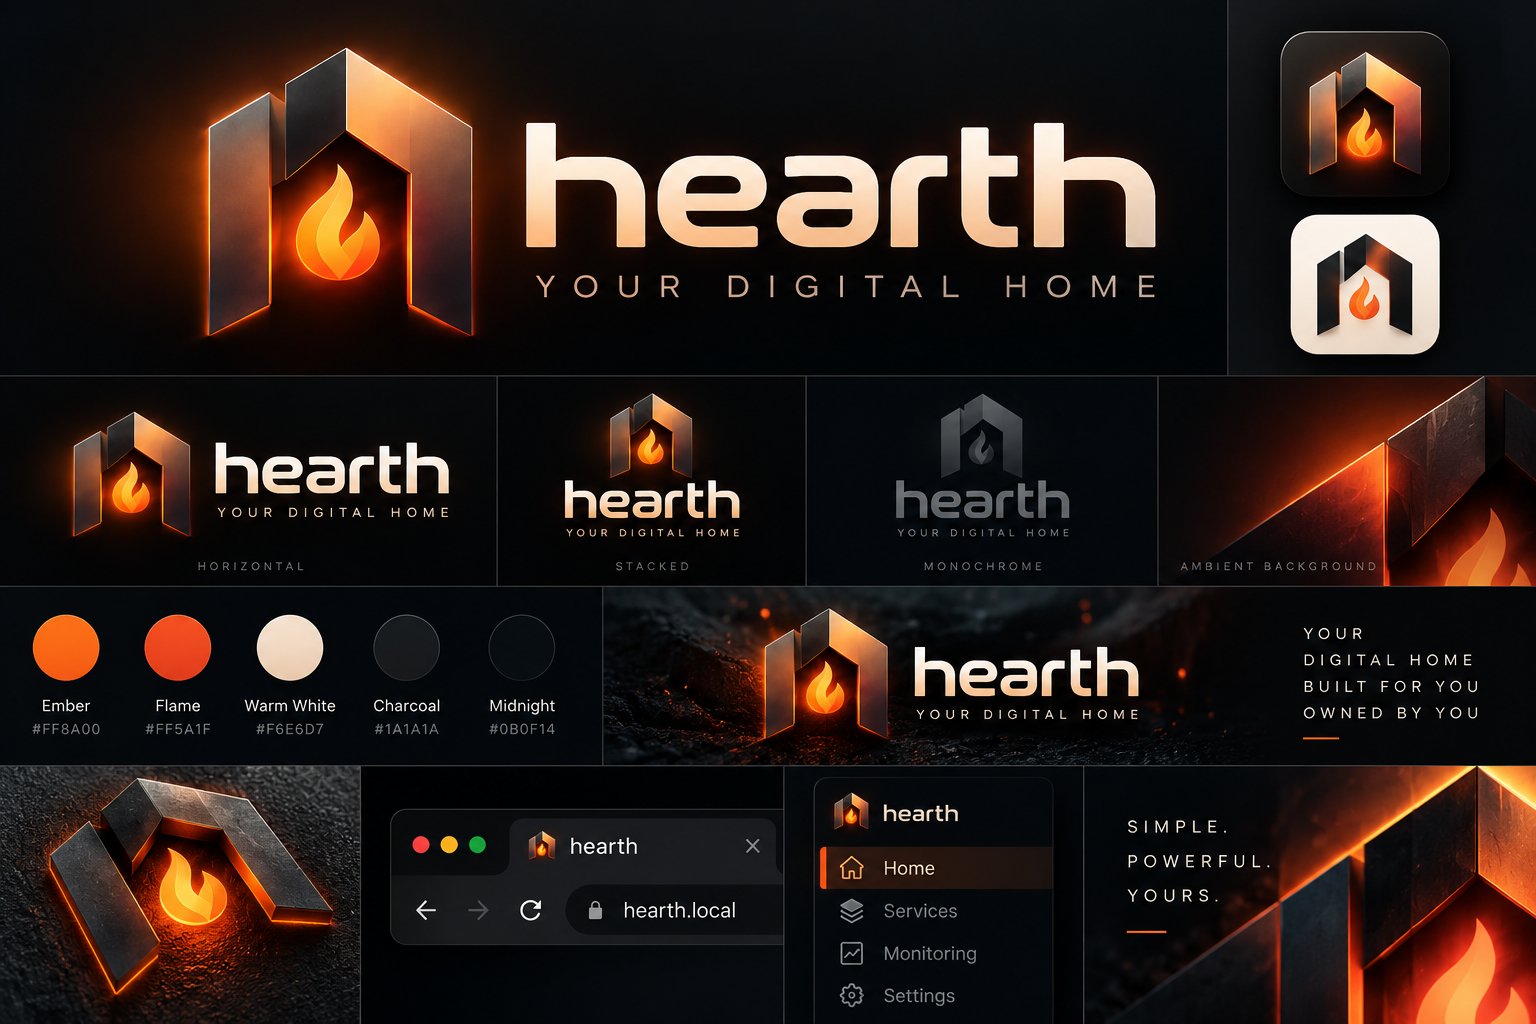 hearth
YOUR DIGITAL HOME
hearth
YOUR DIGITAL HOME
HORIZONTAL
hearth
YOUR DIGITAL HOME
STACKED
hearth
YOUR DIGITAL HOME
MONOCHROME
AMBIENT BACKGROUND
Ember
#FF8A00
Flame
#FF5A1F
Warm White
#F6E6D7
Charcoal
#1A1A1A
Midnight
#0B0F14
hearth
YOUR DIGITAL HOME
YOUR
DIGITAL HOME
BUILT FOR YOU
OWNED BY YOU
hearth
hearth.local
hearth
Home
Services
Monitoring
Settings
SIMPLE.
POWERFUL.
YOURS.